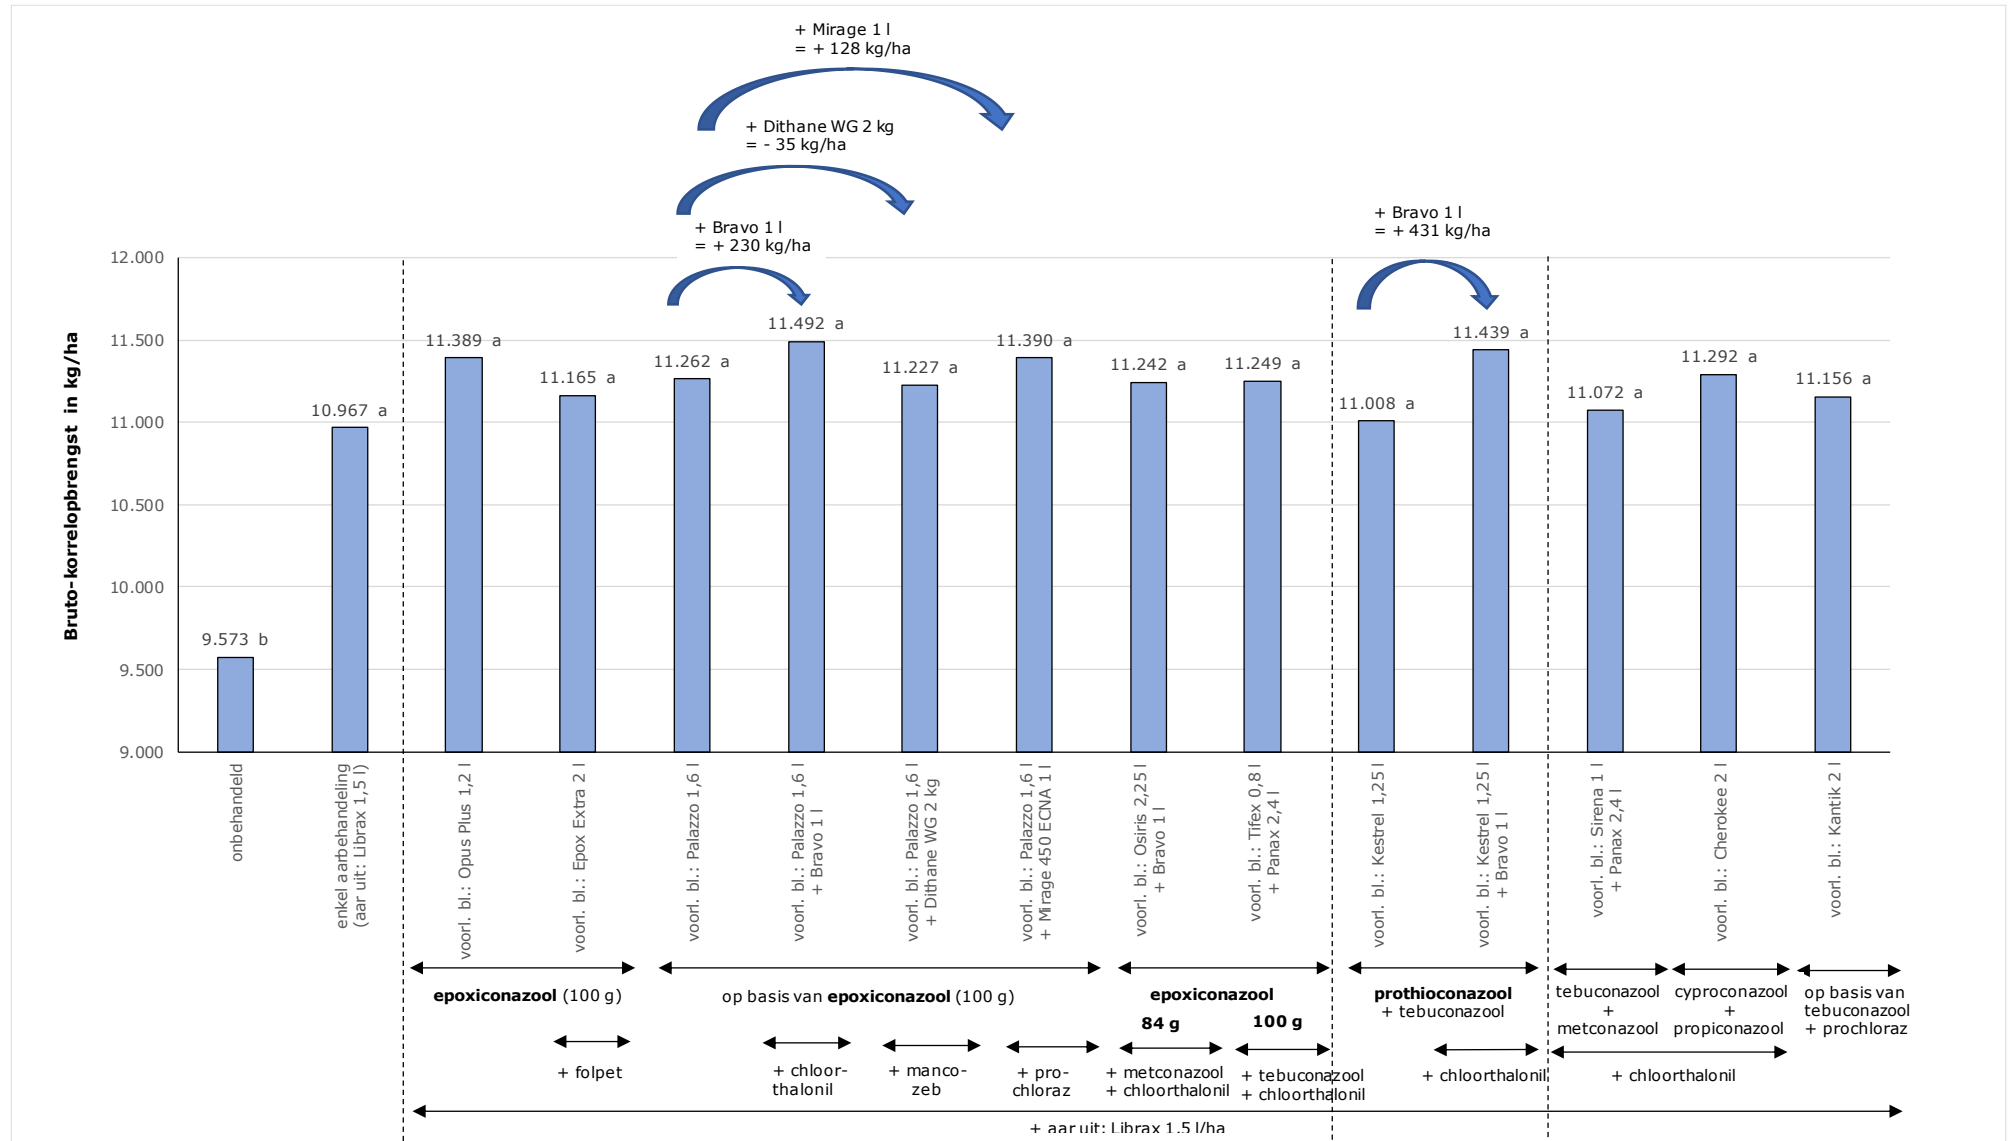 + Mirage 1 l
= + 128 kg/ha
+ Dithane WG 2 kg
= - 35 kg/ha
+ Bravo 1 l
= + 230 kg/ha
+ Bravo 1 l
= + 431 kg/ha
Bruto-korrelopbrengst in kg/ha
12.000
11.500
11.000
10.500
10.000
9.500
9.000
9.573 b
10.967 a
11.389 a
11.165 a
11.262 a
11.492 a
11.227 a
11.390 a
11.242 a
11.249 a
11.008 a
11.439 a
11.072 a
11.292 a
11.156 a
onbehandeld
enkel aarbehandeling
(aar uit: Librax 1,5 l)
voorl. bl.: Opus Plus 1,2 l
voorl. bl.: Epox Extra 2 l
voorl. bl.: Palazzo 1,6 l
voorl. bl.: Palazzo 1,6 l
+ Bravo 1 l
voorl. bl.: Palazzo 1,6 l
+ Dithane WG 2 kg
voorl. bl.: Palazzo 1,6 l
+ Mirage 450 ECNA 1 l
voorl. bl.: Osiris 2,25 l
+ Bravo 1 l
voorl. bl.: Tifex 0,8 l
+ Panax 2,4 l
voorl. bl.: Kestrel 1,25 l
voorl. bl.: Kestrel 1,25 l
+ Bravo 1 l
voorl. bl.: Sirena 1 l
+ Panax 2,4 l
voorl. bl.: Cherokee 2 l
voorl. bl.: Kantik 2 l
epoxiconazool (100 g)
+ folpet
op basis van epoxiconazool (100 g)
+ chloor-
thalonil
+ manco-
zeb
+ pro-
chloraz
epoxiconazool
84 g
100 g
+ metconazool
+ chloorthalonil
+ tebuconazool
+ chloorthalonil
prothioconazool
+ tebuconazool
+ chloorthalonil
tebuconazool
+
metconazool
cyproconazool
+
propiconazool
+ chloorthalonil
op basis van
tebuconazool
+ prochloraz
+ aar uit: Librax 1,5 l/ha